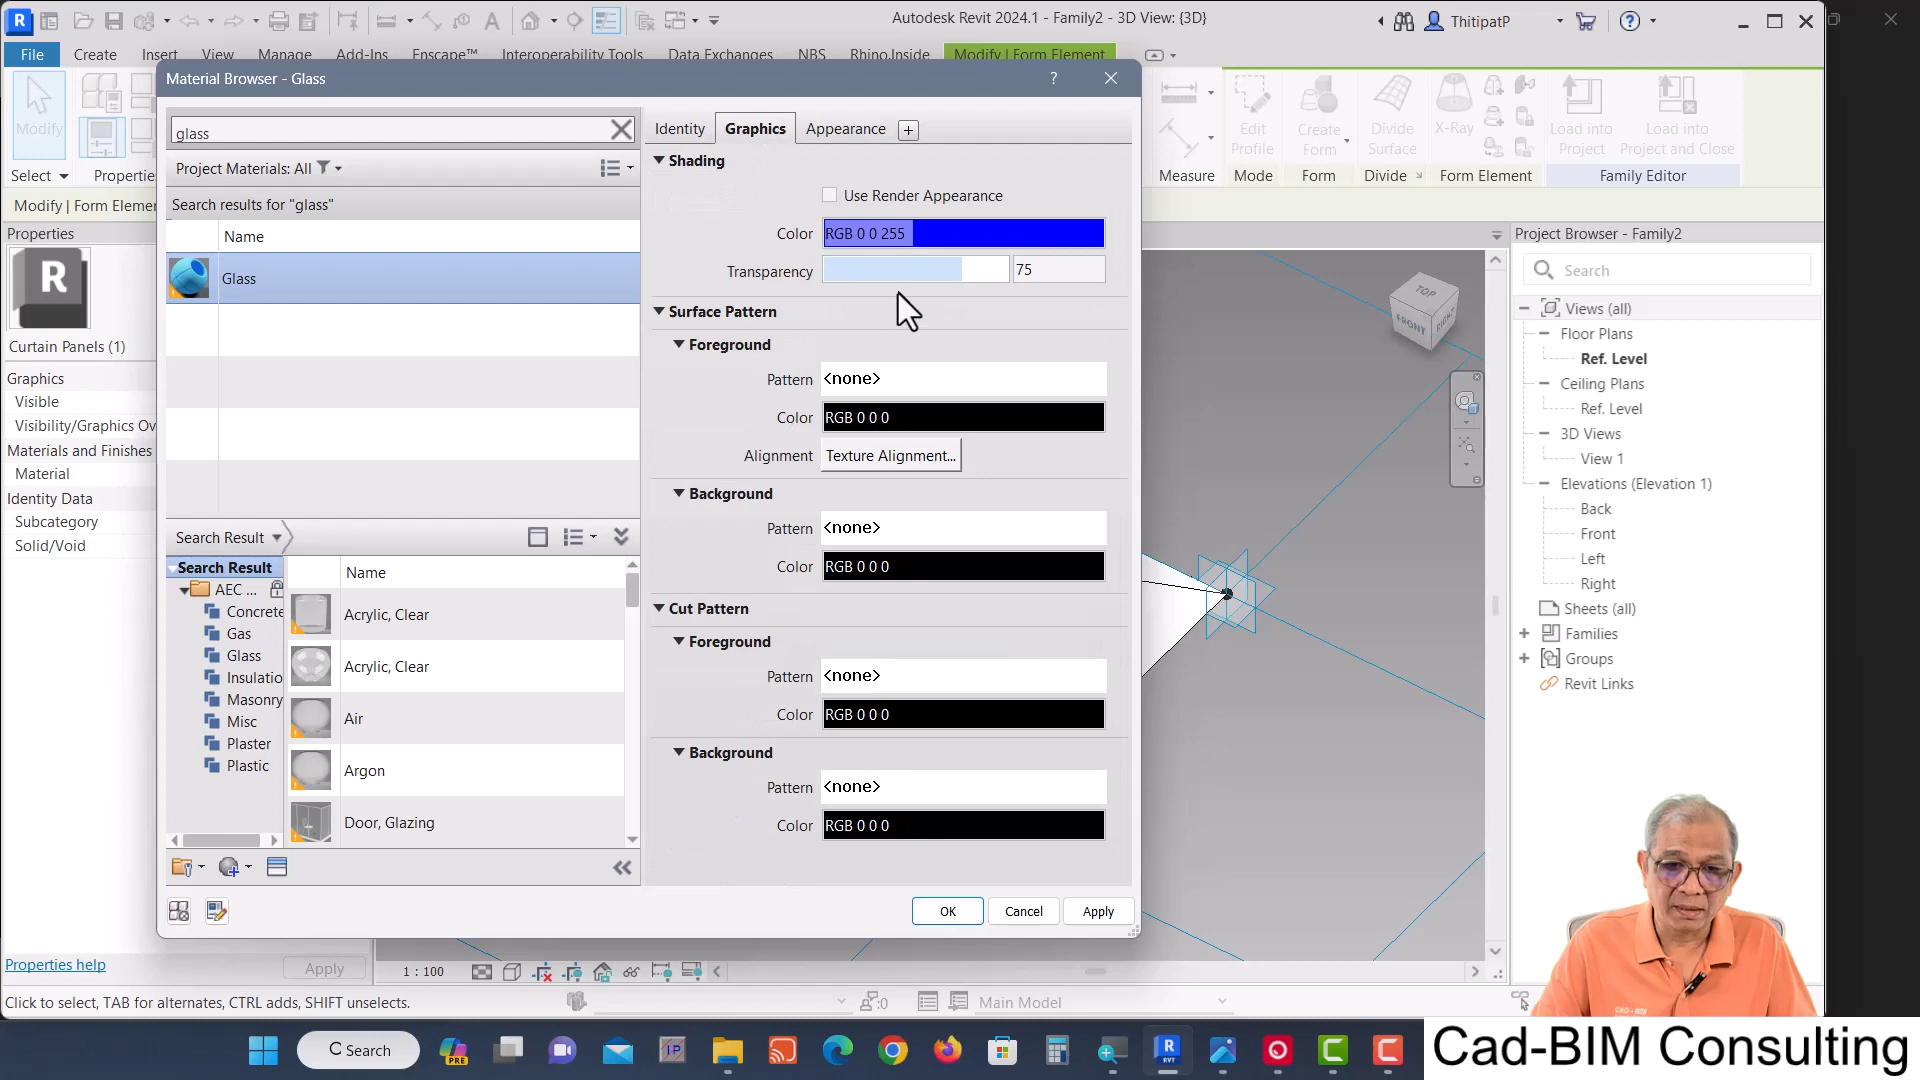 Autodesk Revit 2024.1 - Family2 - 3D View: {3D}
ThitipatP
File
Create
Insert
View
Manage
Add-Ins
Enscape™
Interoperability Tools
Data Exchanges
NBS
Rhino.Inside
Modify | Form Element
Modify
Select
Properties
Measure
Edit
Profile
Mode
Create
Form
Form
Divide
Surface
Divide
X-Ray
Form Element
Load into
Project
Load into
Project and Close
Family Editor
Modify | Form Elemen
Properties
R
Curtain Panels (1)
Graphics
Visible
Visibility/Graphics Ov
Materials and Finishes
Material
Identity Data
Subcategory
Solid/Void
Properties help
Apply
Material Browser - Glass
?
glass
Project Materials: All
Search results for "glass"
Name
Glass
Search Result
Search Result
AEC ...
Concrete
Gas
Glass
Insulatio
Masonry
Misc
Plaster
Plastic
Name
Acrylic, Clear
Acrylic, Clear
Air
Argon
Door, Glazing
Identity
Graphics
Appearance
Shading
Use Render Appearance
Color
RGB 0 0 255
Transparency
75
Surface Pattern
Foreground
Pattern
<none>
Color
RGB 0 0 0
Alignment
Texture Alignment...
Background
Pattern
<none>
Color
RGB 0 0 0
Cut Pattern
Foreground
Pattern
<none>
Color
RGB 0 0 0
Background
Pattern
<none>
Color
RGB 0 0 0
OK
Cancel
Apply
TOP
FRONT
RIGHT
Project Browser - Family2
Search
Views (all)
Floor Plans
Ref. Level
Ceiling Plans
Ref. Level
3D Views
View 1
Elevations (Elevation 1)
Back
Front
Left
Right
Sheets (all)
Families
Groups
Revit Links
1 : 100
Click to select, TAB for alternates, CTRL adds, SHIFT unselects.
:0
Main Model
Search
PRE
IP
R
RVT
C
C
CAD - BIM
Cad-BIM Consulting